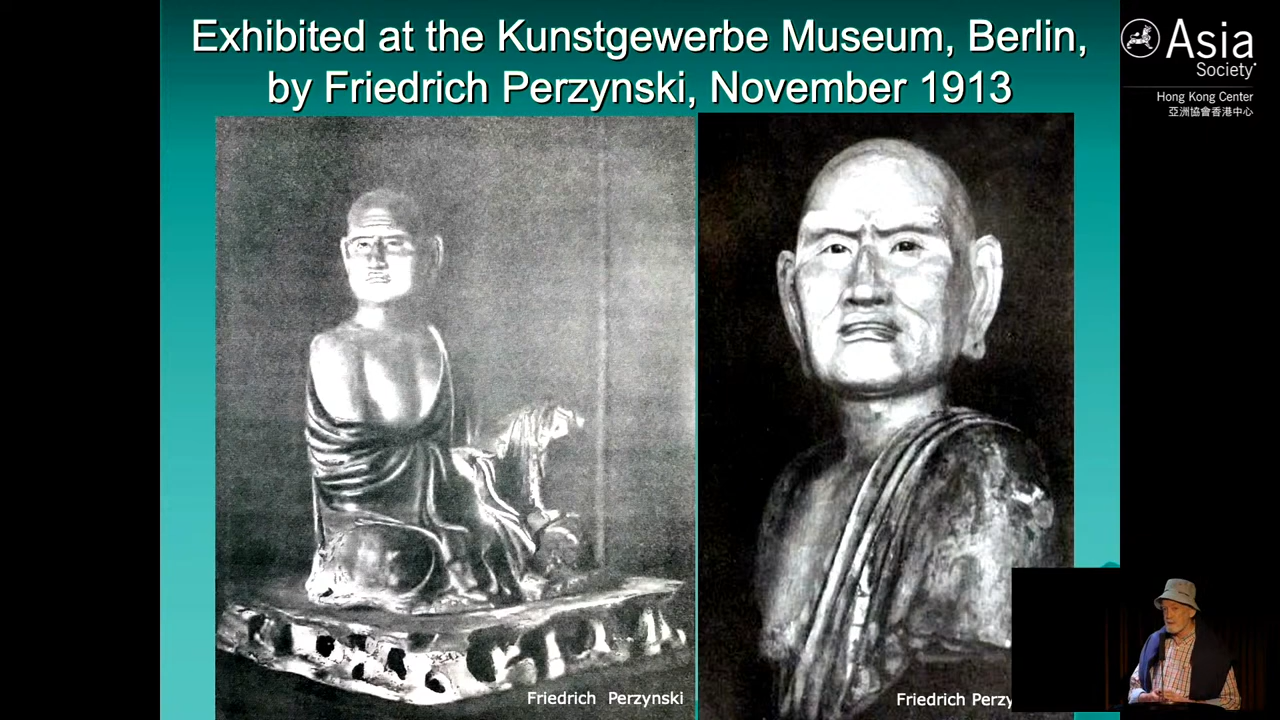 Exhibited at the Kunstgewerbe Museum, Berlin,
by Friedrich Perzynski, November 1913
Asia
Society
Hong Kong Center
亞洲協會香港中心
Friedrich Perzynski
Friedrich Perzy